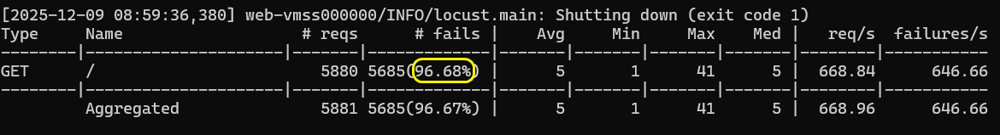 [2025-12-09 08:59:36,380] web-vmss000000/INFO/locust.main: Shutting down (exit code 1)
Type     Name                  # reqs      # fails |    Avg     Min     Max    Med |   req/s  failures/s
--------|---------------------|-------|-------------|-------|-------|-------|-------|--------|-----------
GET      /                       5880 5685(96.68%) |      5       1      41      5 |  668.84      646.66
--------|---------------------|-------|-------------|-------|-------|-------|-------|--------|-----------
         Aggregated              5881 5685(96.67%) |      5       1      41      5 |  668.96      646.66